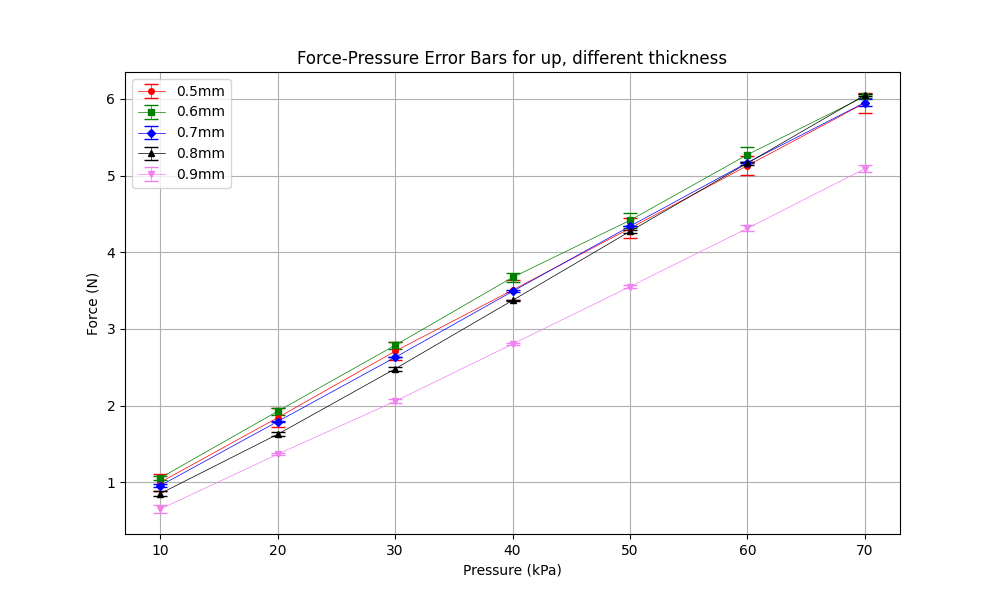 Force-Pressure Error Bars for up, different thickness
0.5mm
0.6mm
0.7mm
0.8mm
0.9mm
6
5
4
3
2
1
Force (N)
10 20 30 40 50 60 70
Pressure (kPa)